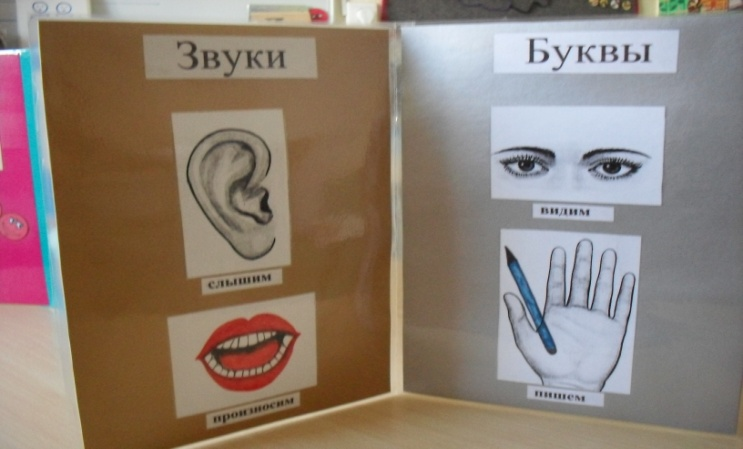 Звуки
слышим
произносим
Буквы
видим
пишем